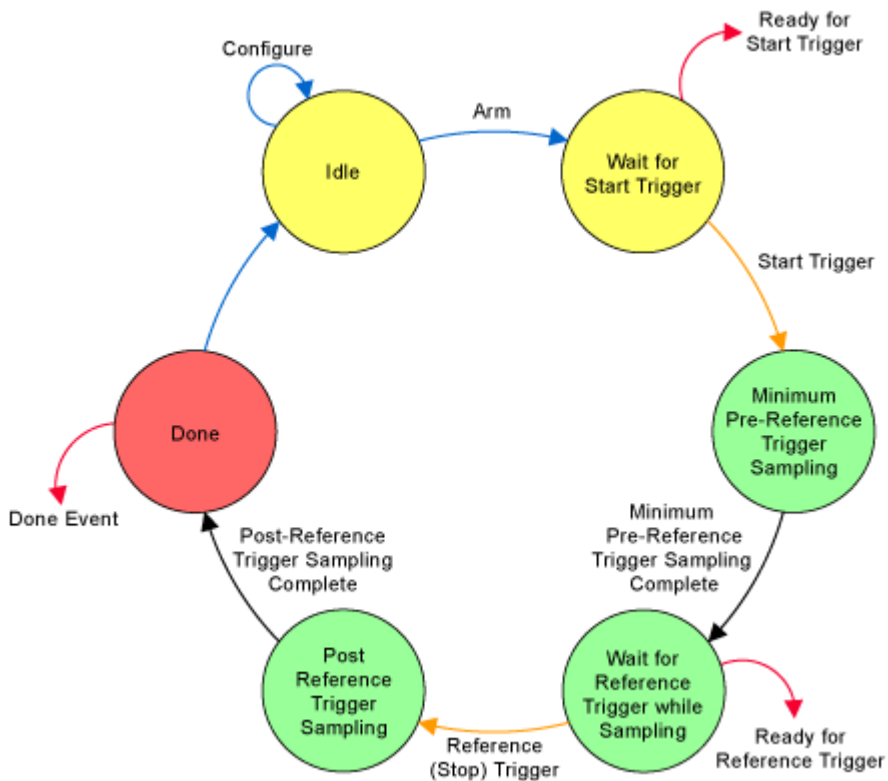 Configure
Ready for
Start Trigger
Arm
Idle
Wait for
Start Trigger
Start Trigger
Minimum
Pre-Reference
Trigger
Sampling
Done
Done Event
Post-Reference
Trigger Sampling
Complete
Minimum
Pre-Reference
Trigger Sampling
Complete
Post
Reference
Trigger
Sampling
Wait for
Reference
Trigger while
Sampling
Reference
(Stop) Trigger
Ready for
Reference Trigger